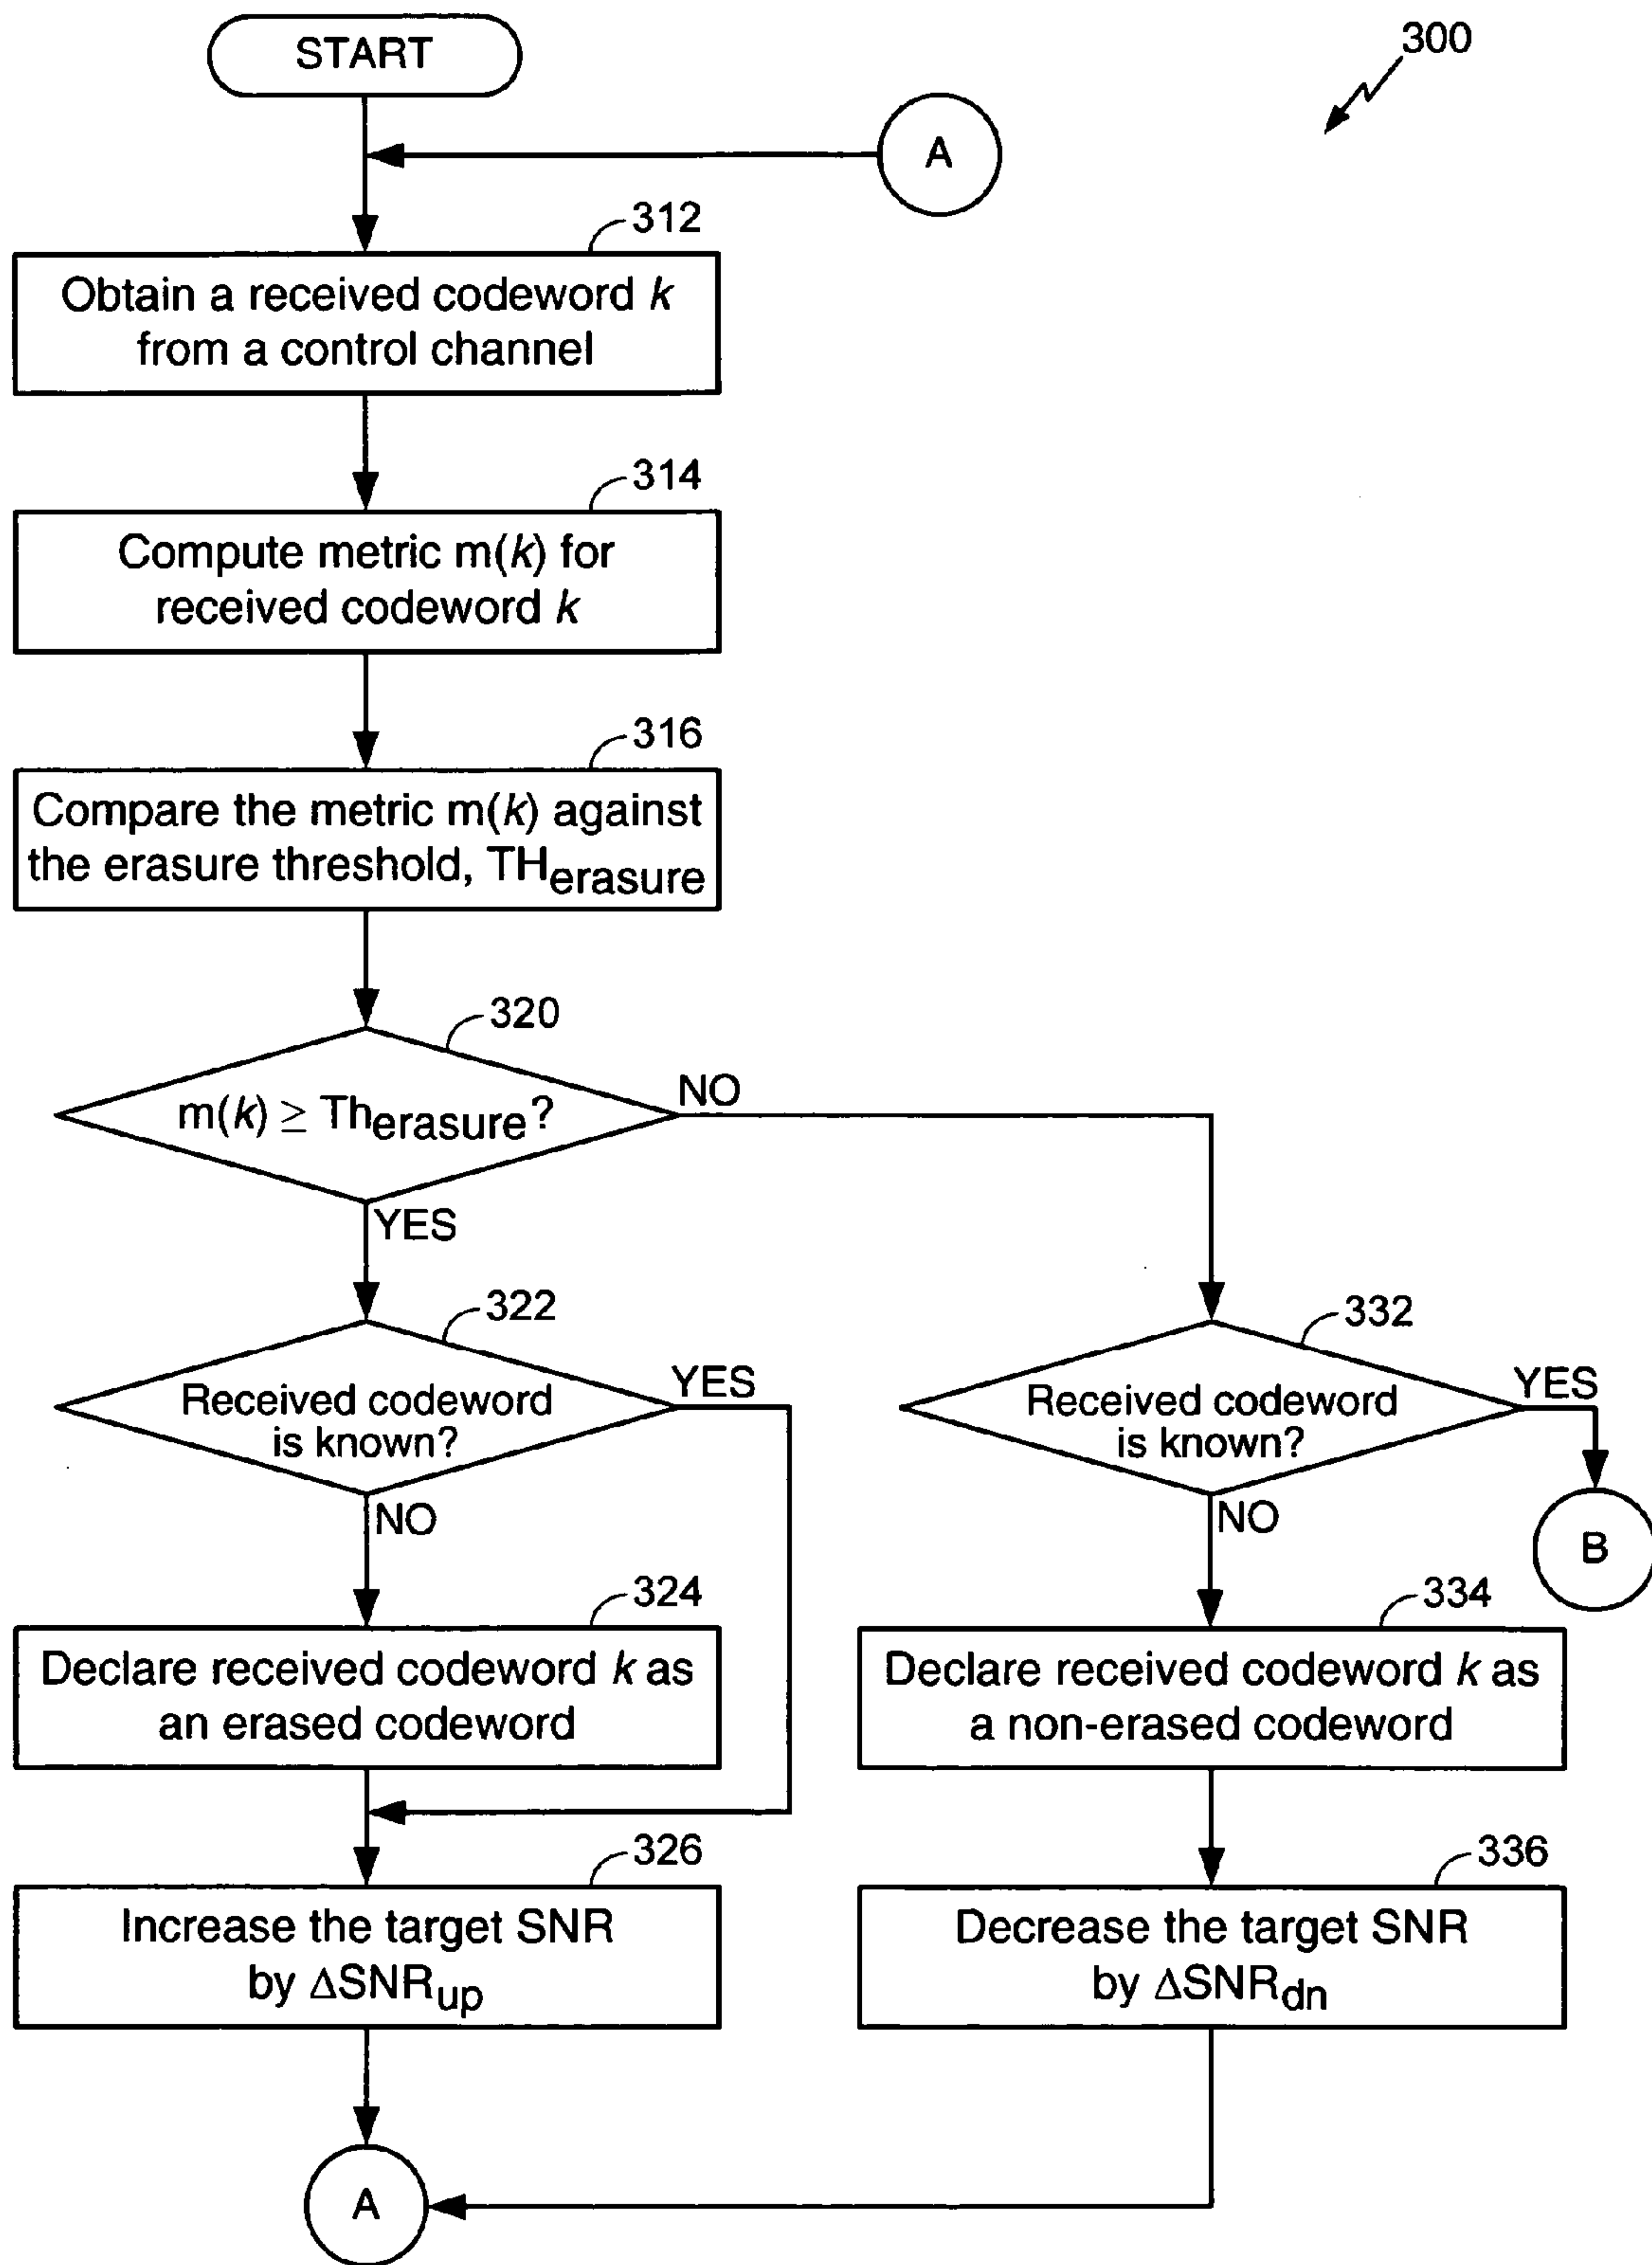 START
300
A
312
Obtain a received codeword k
from a control channel
314
Compute metric m(k) for
received codeword k
316
Compare the metric m(k) against
the erasure threshold, THerasure
320
m(k) ≥ Therasure?
NO
YES
322
Received codeword
is known?
YES
NO
332
Received codeword
is known?
YES
NO
B
324
Declare received codeword k as
an erased codeword
334
Declare received codeword k as
a non-erased codeword
326
Increase the target SNR
by ΔSNRup
336
Decrease the target SNR
by ΔSNRdn
A